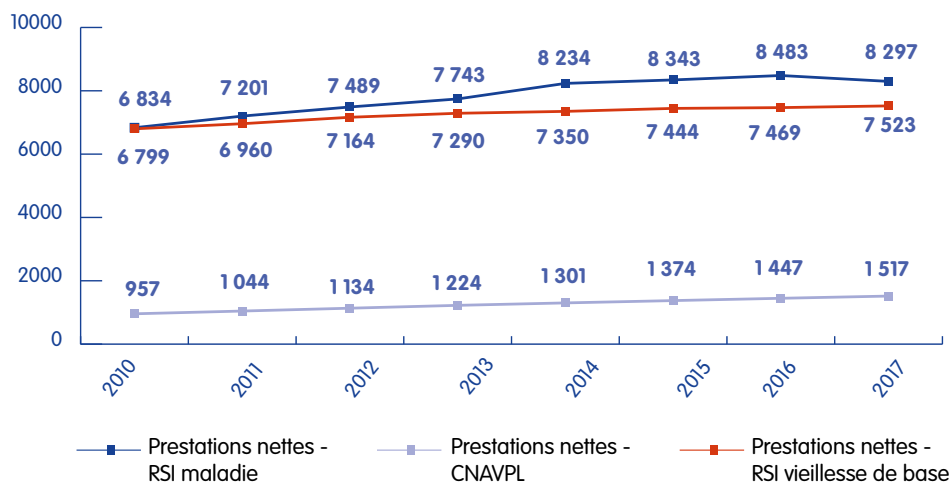 10000
8000
6000
4000
2000
0
6 834 7 201 7 489 7 743 8 234 8 343 8 483 8 297
6 799 6 960 7 164 7 290 7 350 7 444 7 469 7 523
957 1 044 1 134 1 224 1 301 1 374 1 447 1 517
2010 2011 2012 2013 2014 2015 2016 2017
Prestations nettes -
RSI maladie
Prestations nettes -
CNAVPL
Prestations nettes -
RSI vieillesse de base